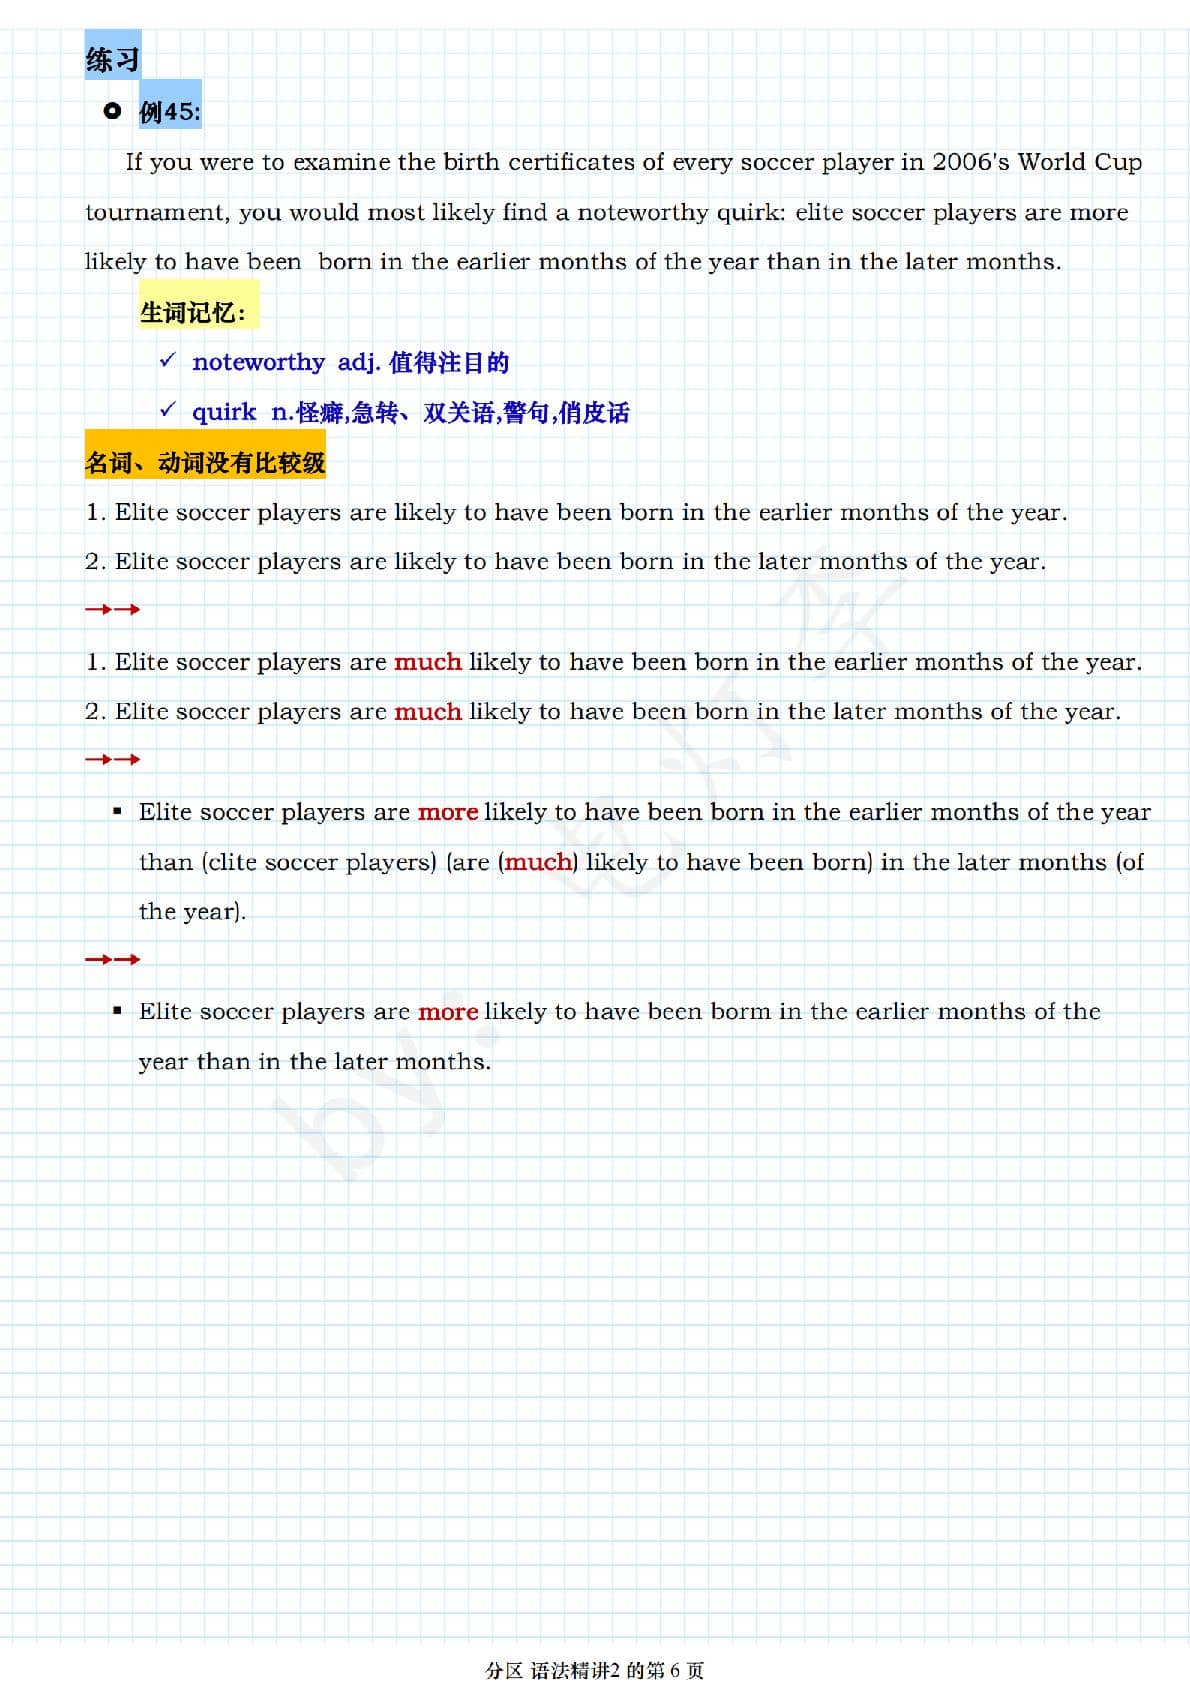 练习
例45:
If you were to examine the birth certificates of every soccer player in 2006's World Cup
tournament, you would most likely find a noteworthy quirk: elite soccer players are more
likely to have been born in the earlier months of the year than in the later months.
生词记忆：
✓ noteworthy adj. 值得注目的
✓ quirk n.怪癖,急转、双关语,警句,俏皮话
名词、动词没有比较级
1. Elite soccer players are likely to have been born in the earlier months of the year.
2. Elite soccer players are likely to have been born in the later months of the year.
→→
1. Elite soccer players are much likely to have been born in the earlier months of the year.
2. Elite soccer players are much likely to have been born in the later months of the year.
→→
▪ Elite soccer players are more likely to have been born in the earlier months of the year
than (clite soccer players) (are (much) likely to have been born) in the later months (of
the year).
→→
▪ Elite soccer players are more likely to have been borm in the earlier months of the
year than in the later months.
by:
分区 语法精讲2 的第 6 页